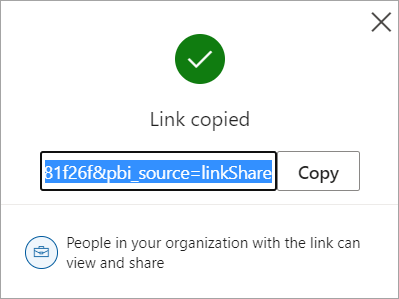 Link copied
81f26f&pbi_source=linkShare
Copy
People in your organization with the link can
view and share